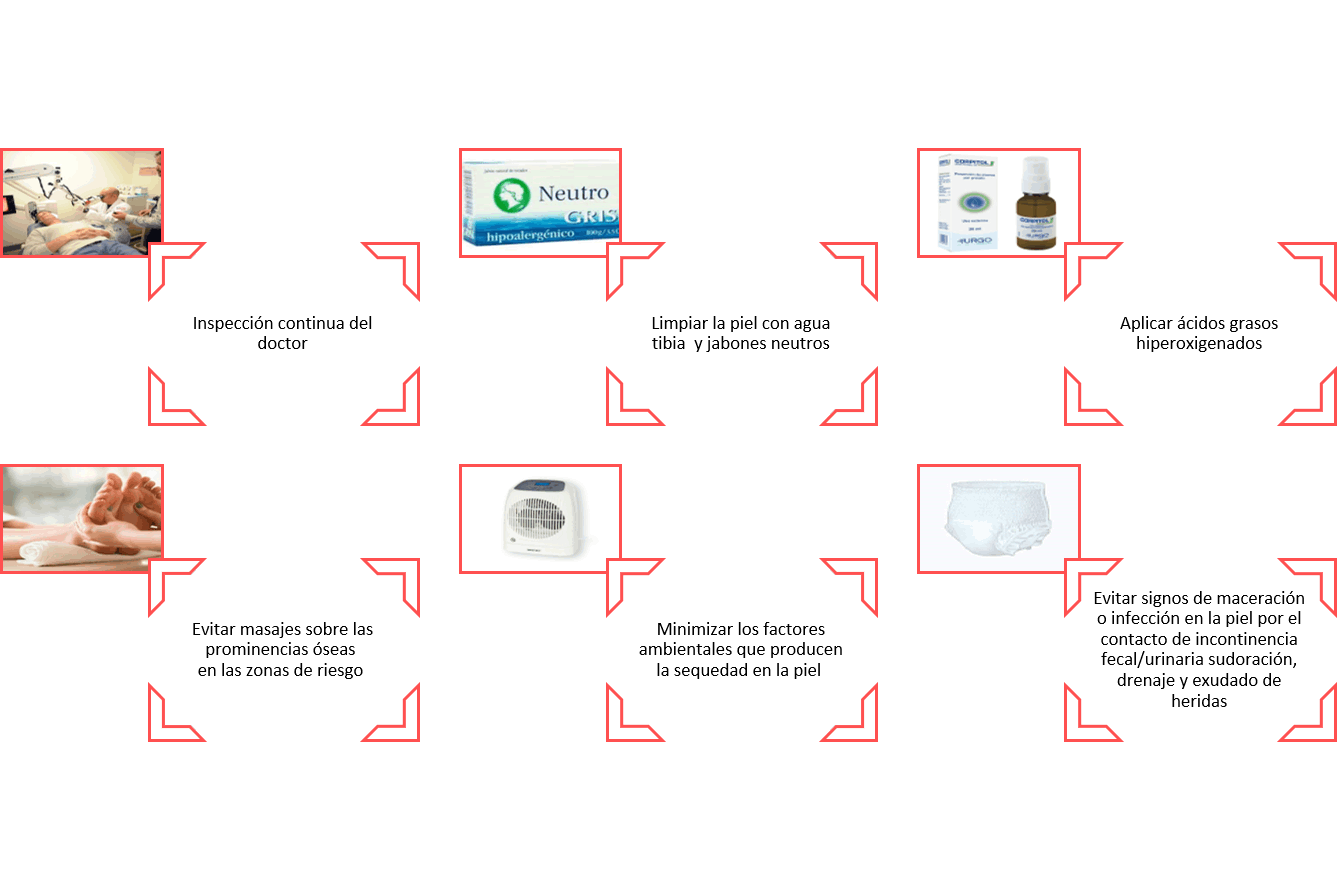 Neutro
GRIS
hipoalergénico
CORPITOL
URGO
Inspección continua del
doctor
Limpiar la piel con agua
tibia  y jabones neutros
Aplicar ácidos grasos
hiperoxigenados
Evitar masajes sobre las
prominencias óseas
en las zonas de riesgo
Minimizar los factores
ambientales que producen
la sequedad en la piel
Evitar signos de maceración
o infección en la piel por el
contacto de incontinencia
fecal/urinaria sudoración,
drenaje y exudado de
heridas